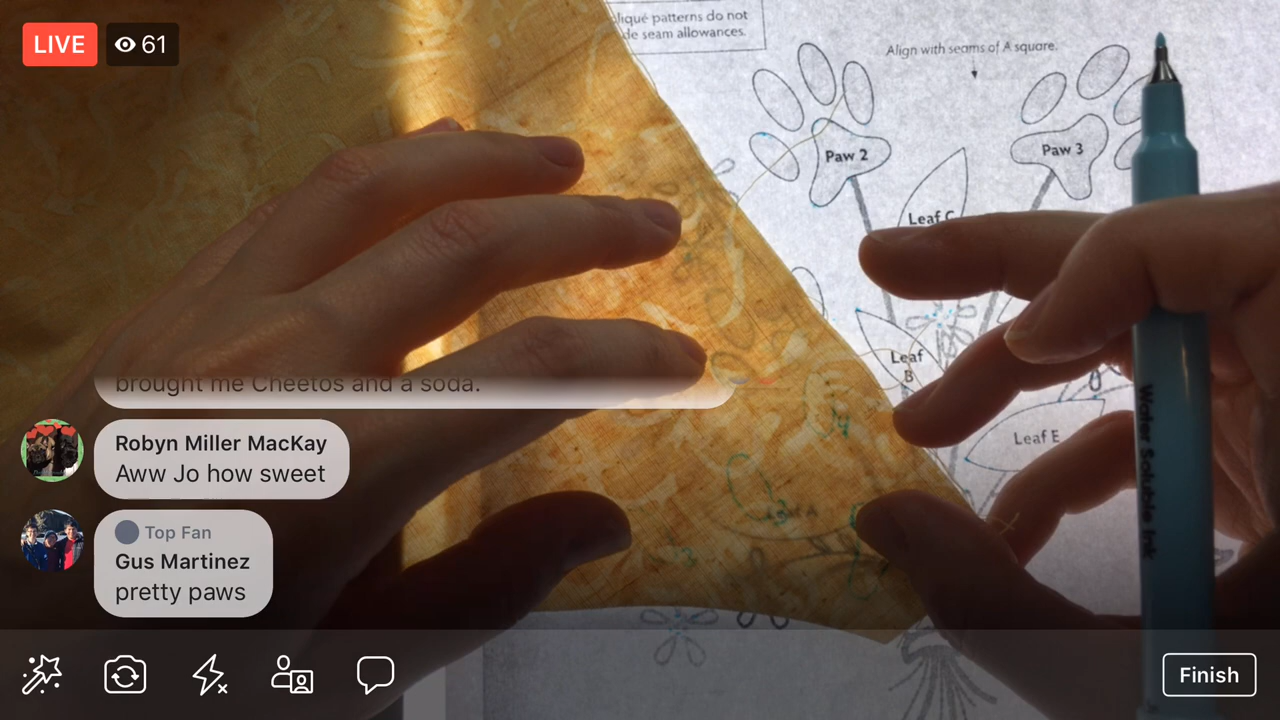 LIVE
61
liqué patterns do not
de seam allowances.
Align with seams of A square.
Paw 2
Paw 3
Leaf C
Leaf
B
Leaf E
Water Soluble Ink
brought me Cheetos and a soda.
Robyn Miller MacKay
Aww Jo how sweet
Top Fan
Gus Martinez
pretty paws
Finish